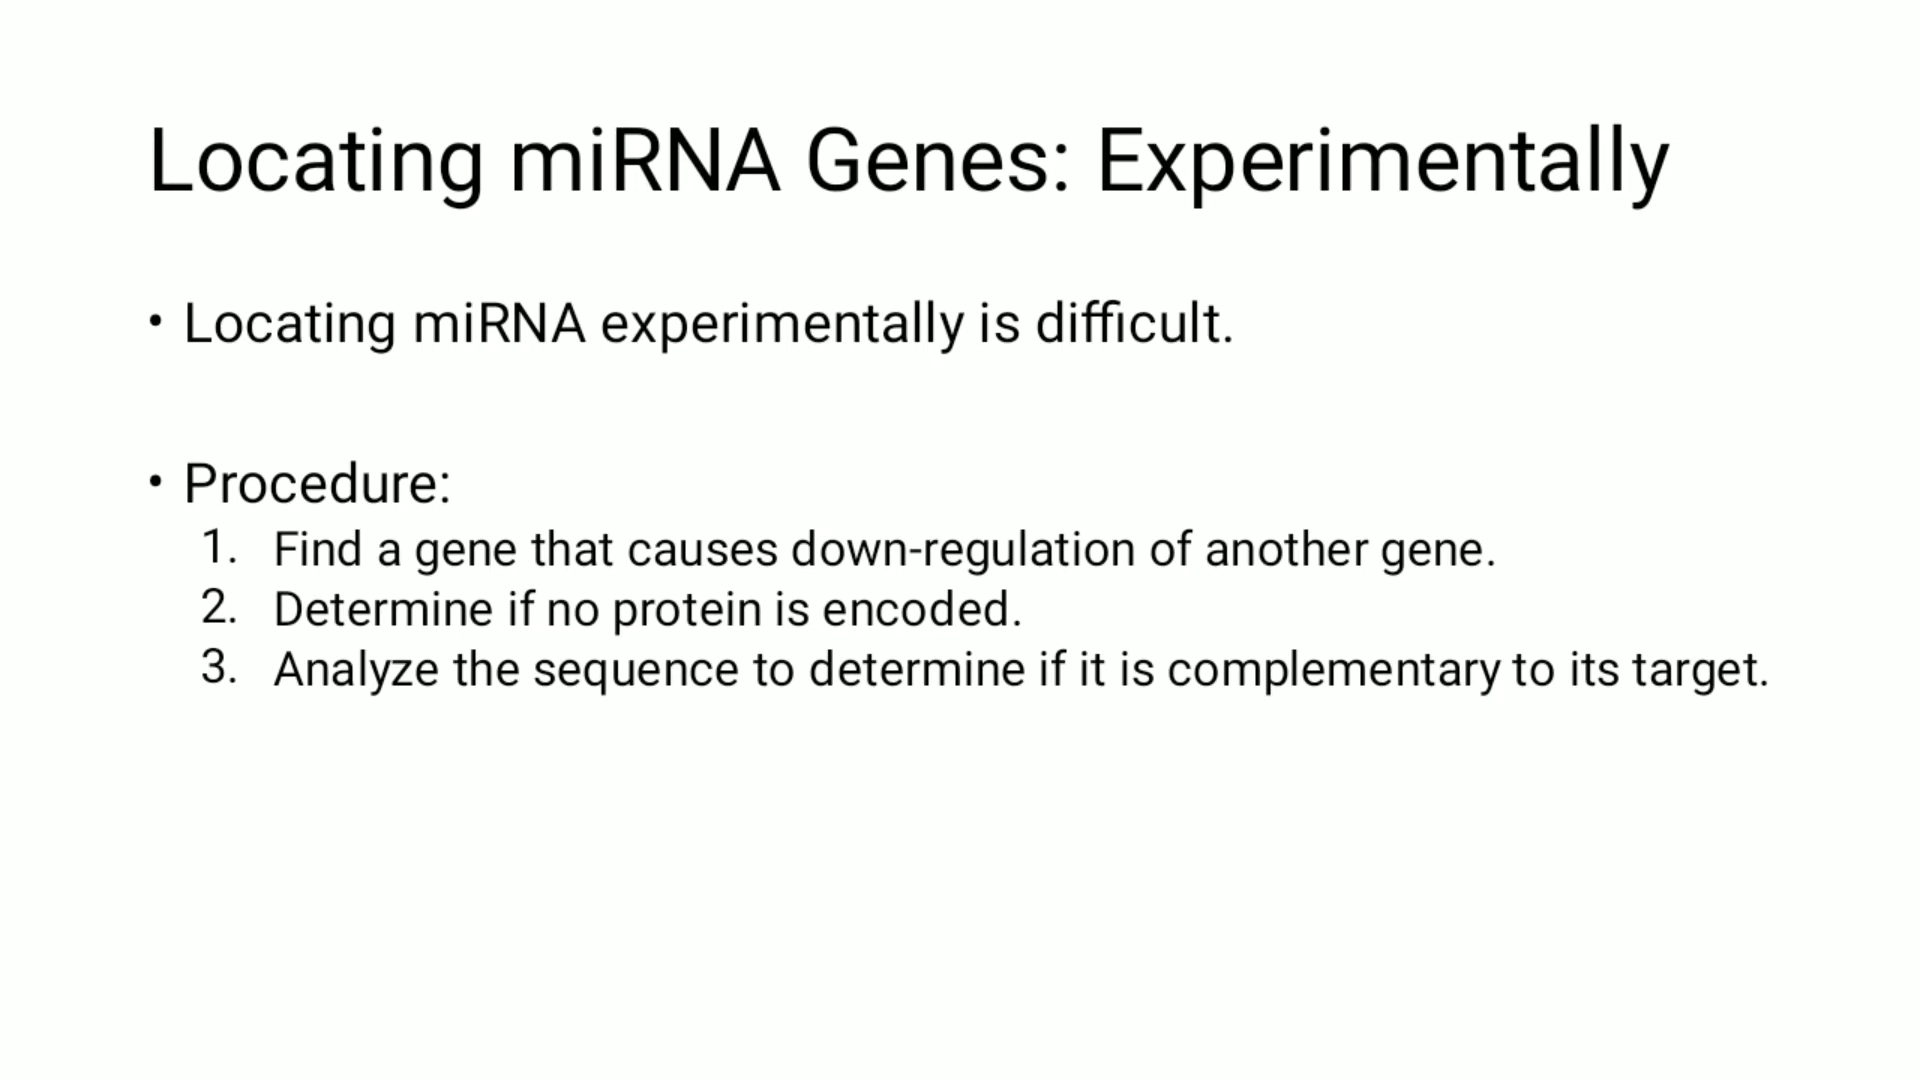 Locating miRNA Genes: Experimentally
• Locating miRNA experimentally is difficult.
• Procedure:
1. Find a gene that causes down-regulation of another gene.
2. Determine if no protein is encoded.
3. Analyze the sequence to determine if it is complementary to its target.